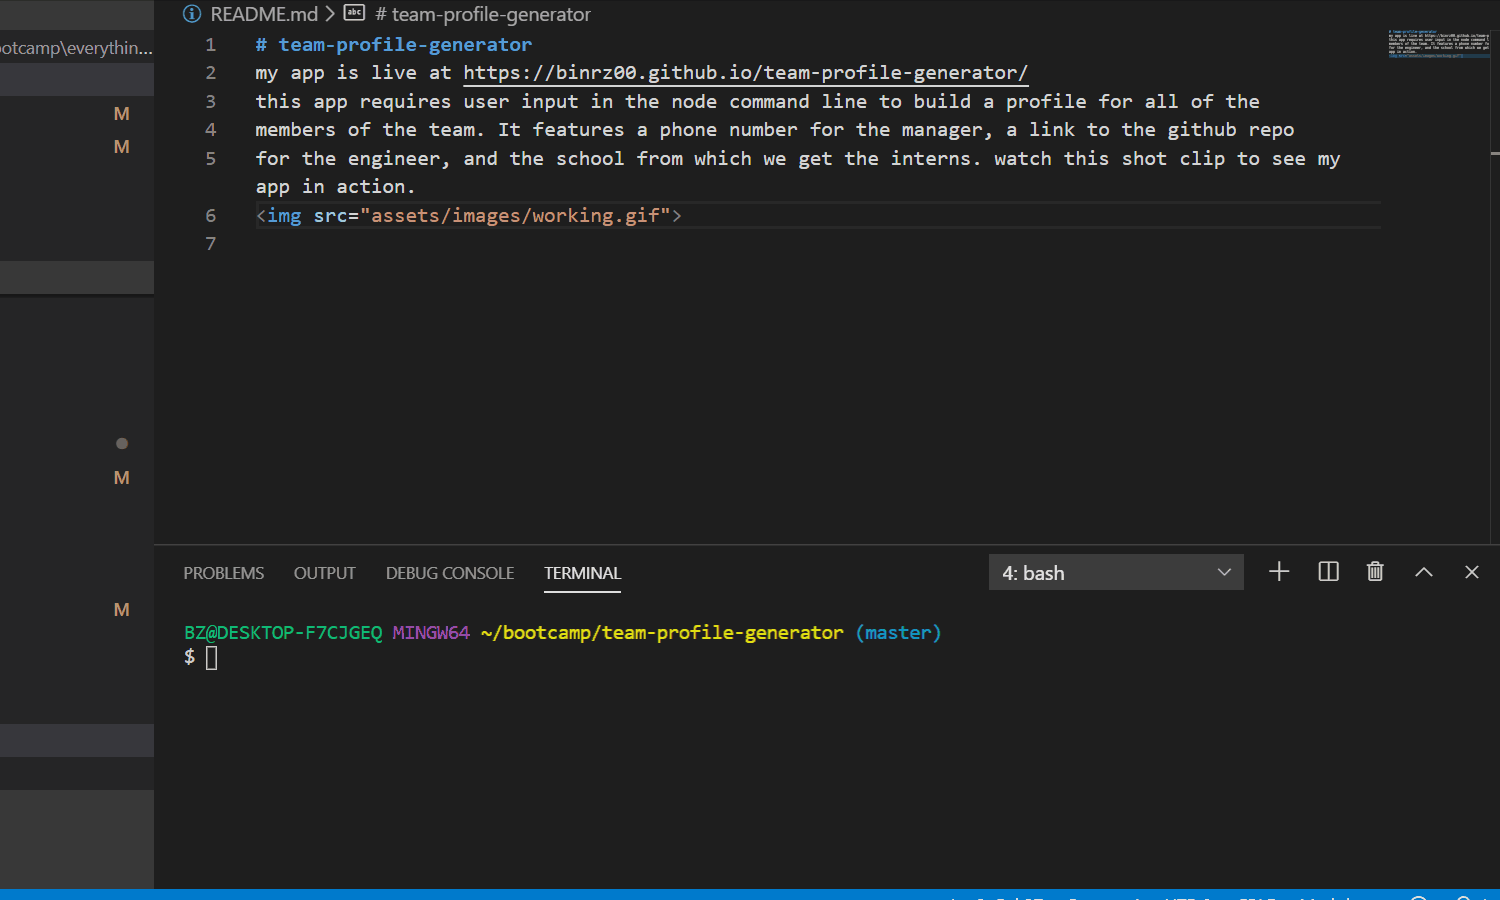 README.md > abc # team-profile-generator
ootcamp\everythin...
1 # team-profile-generator
2 my app is live at https://binrz00.github.io/team-profile-generator/
3 this app requires user input in the node command line to build a profile for all of the
4 members of the team. It features a phone number for the manager, a link to the github repo
5 for the engineer, and the school from which we get the interns. watch this shot clip to see my
app in action.
6 <img src="assets/images/working.gif">
7
M
M
M
M
PROBLEMS OUTPUT DEBUG CONSOLE TERMINAL 4: bash
BZ@DESKTOP-F7CJGEQ MINGW64 ~/bootcamp/team-profile-generator (master)
$